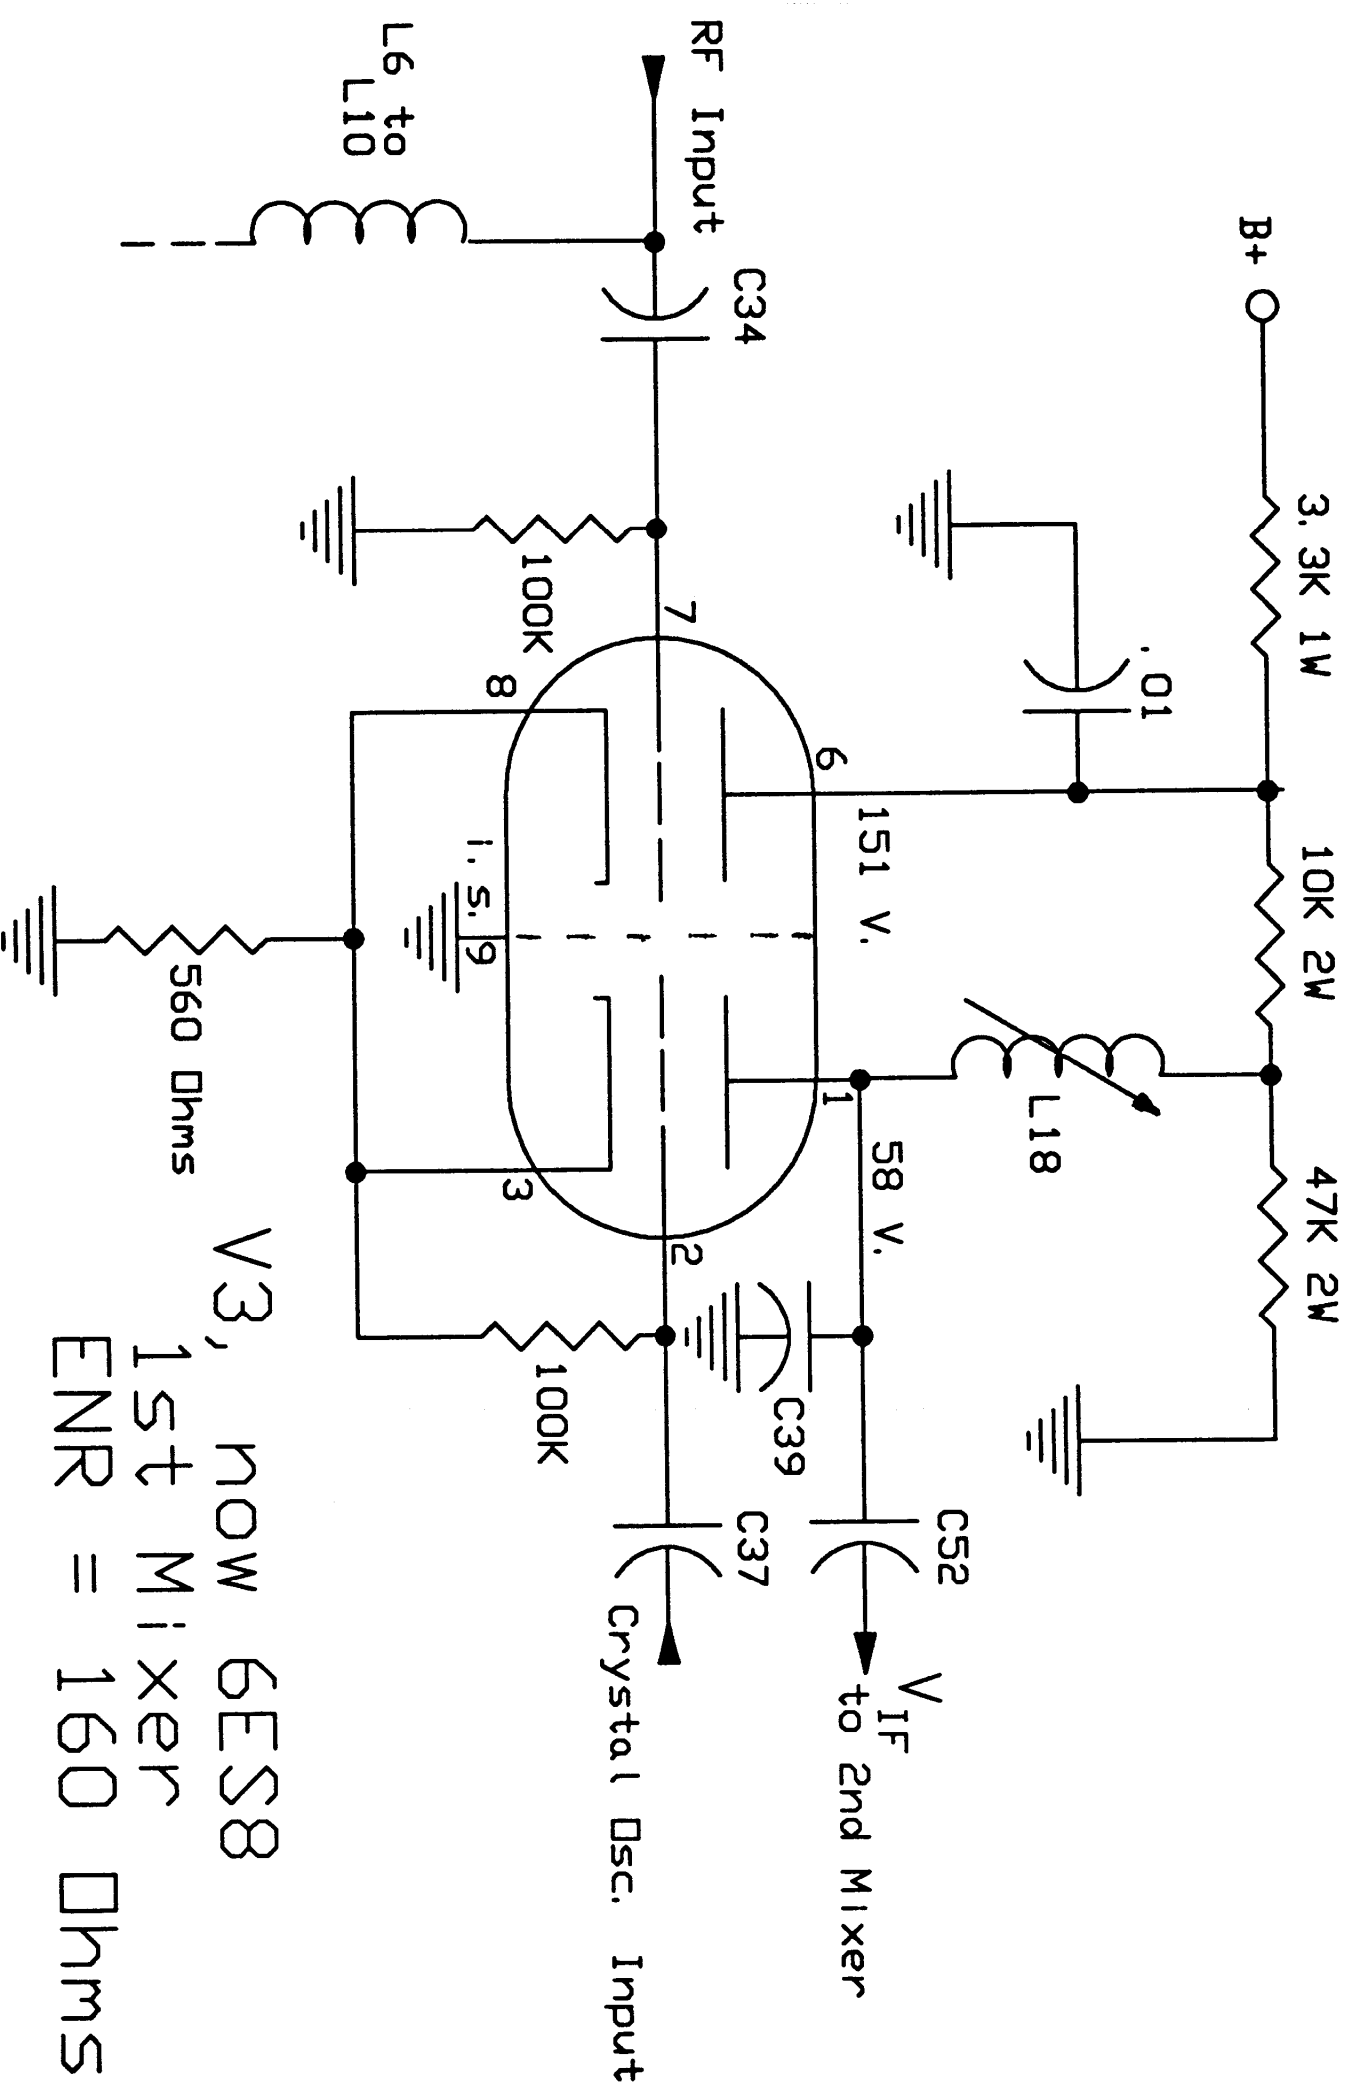 B+
3.3K 1W
10K 2W
47K 2W
.01
L18
6
151 V.
1
58 V.
C52
V IF
to 2nd Mixer
C39
RF Input
C34
7
2
C37
Crystal Osc. Input
100K
100K
8
i.s. 9
3
L6 to
L10
560 Ohms
V3, now 6ES8
1st Mixer
ENR = 160 Ohms